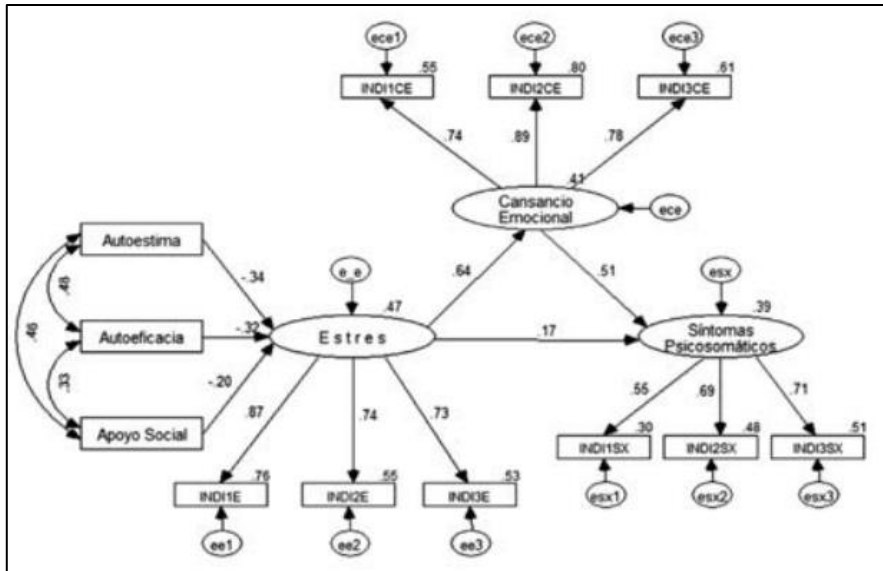 ece1
ece2
ece3
.55
.80
.61
INDI1CE
INDI2CE
INDI3CE
.74
.89
.78
.41
Cansancio
Emocional
ece
Autoestima
.48
.46
Autoeficacia
.33
Apoyo Social
-.34
-.32
-.20
e_e
.47
Estres
.64
.51
.17
esx
.39
Síntomas
Psicosomáticos
.87
.74
.73
.55
.69
.71
.76
.55
.53
INDI1E
INDI2E
INDI3E
ee1
ee2
ee3
.30
.48
.51
INDI1SX
INDI2SX
INDI3SX
esx1
esx2
esx3